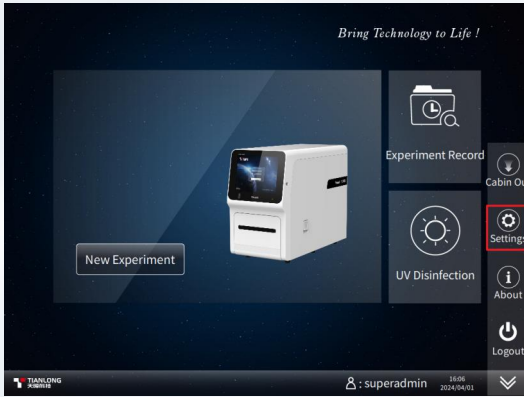 Bring Technology to Life !
Experiment Record
Cabin Ou
Settings
New Experiment
UV Disinfection
About
Logout
TIANLONG
天隆科技
: superadmin
16:06
2024/04/01